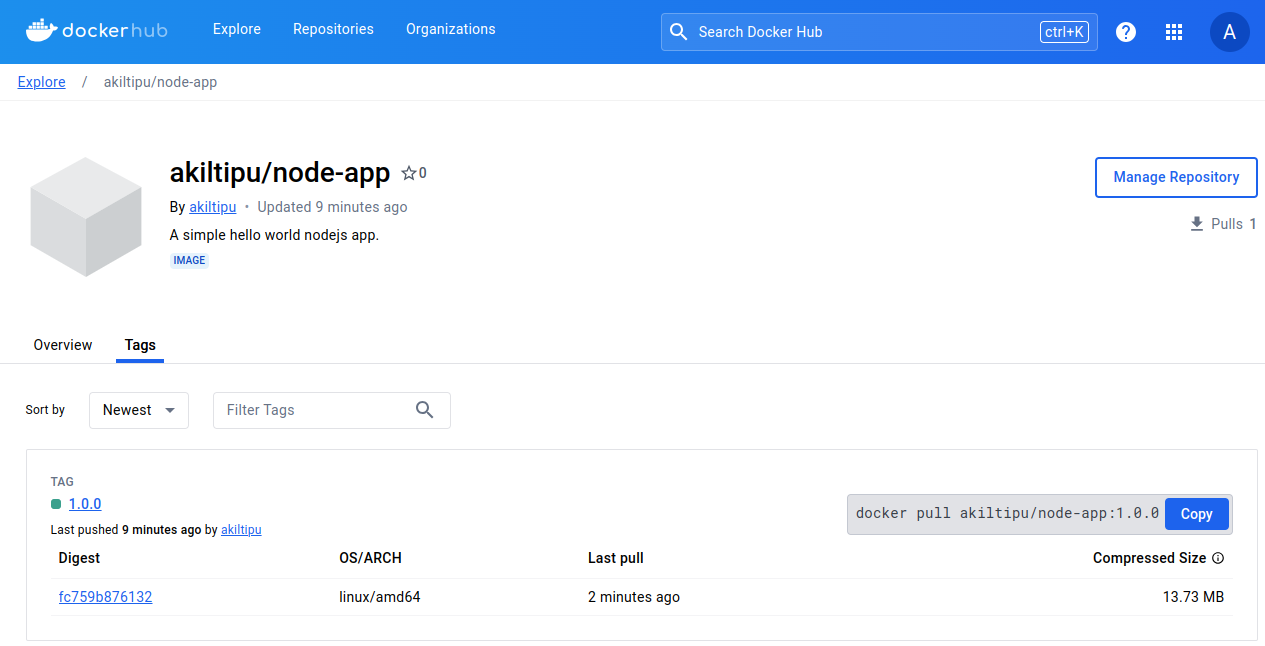 dockerhub Explore Repositories Organizations Search Docker Hub ctrl+K ? A
Explore / akiltipu/node-app
akiltipu/node-app 0
Manage Repository
By akiltipu • Updated 9 minutes ago
Pulls 1
A simple hello world nodejs app.
IMAGE
Overview Tags
Sort by Newest Filter Tags
TAG
1.0.0
docker pull akiltipu/node-app:1.0.0 Copy
Last pushed 9 minutes ago by akiltipu
Digest OS/ARCH Last pull Compressed Size
fc759b876132 linux/amd64 2 minutes ago 13.73 MB